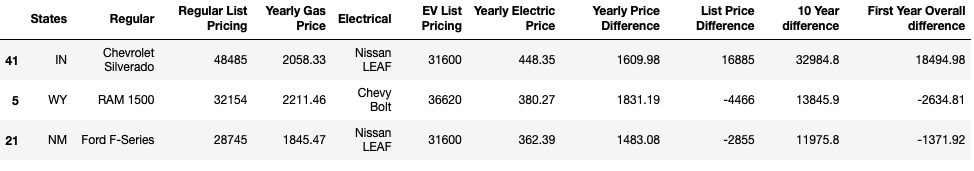 States Regular Regular List Pricing Yearly Gas Price Electrical EV List Pricing Yearly Electric Price Yearly Price Difference List Price Difference 10 Year difference First Year Overall difference
41 IN Chevrolet Silverado 48485 2058.33 Nissan LEAF 31600 448.35 1609.98 16885 32984.8 18494.98
5 WY RAM 1500 32154 2211.46 Chevy Bolt 36620 380.27 1831.19 -4466 13845.9 -2634.81
21 NM Ford F-Series 28745 1845.47 Nissan LEAF 31600 362.39 1483.08 -2855 11975.8 -1371.92